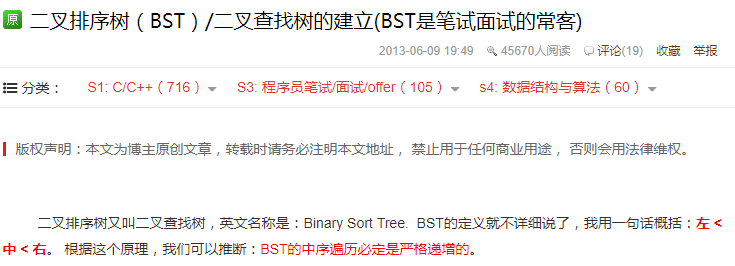 原 二叉排序树（BST）/二叉查找树的建立(BST是笔试面试的常客)
2013-06-09 19:49 45670人阅读 评论(19) 收藏 举报
分类： S1: C/C++（716） S3: 程序员笔试/面试/offer（105） s4: 数据结构与算法（60）
版权声明：本文为博主原创文章，转载时请务必注明本文地址， 禁止用于任何商业用途， 否则会用法律维权。
二叉排序树又叫二叉查找树，英文名称是：Binary Sort Tree. BST的定义就不详细说了，我用一句话概括：左 <
中 < 右。 根据这个原理，我们可以推断：BST的中序遍历必定是严格递增的。